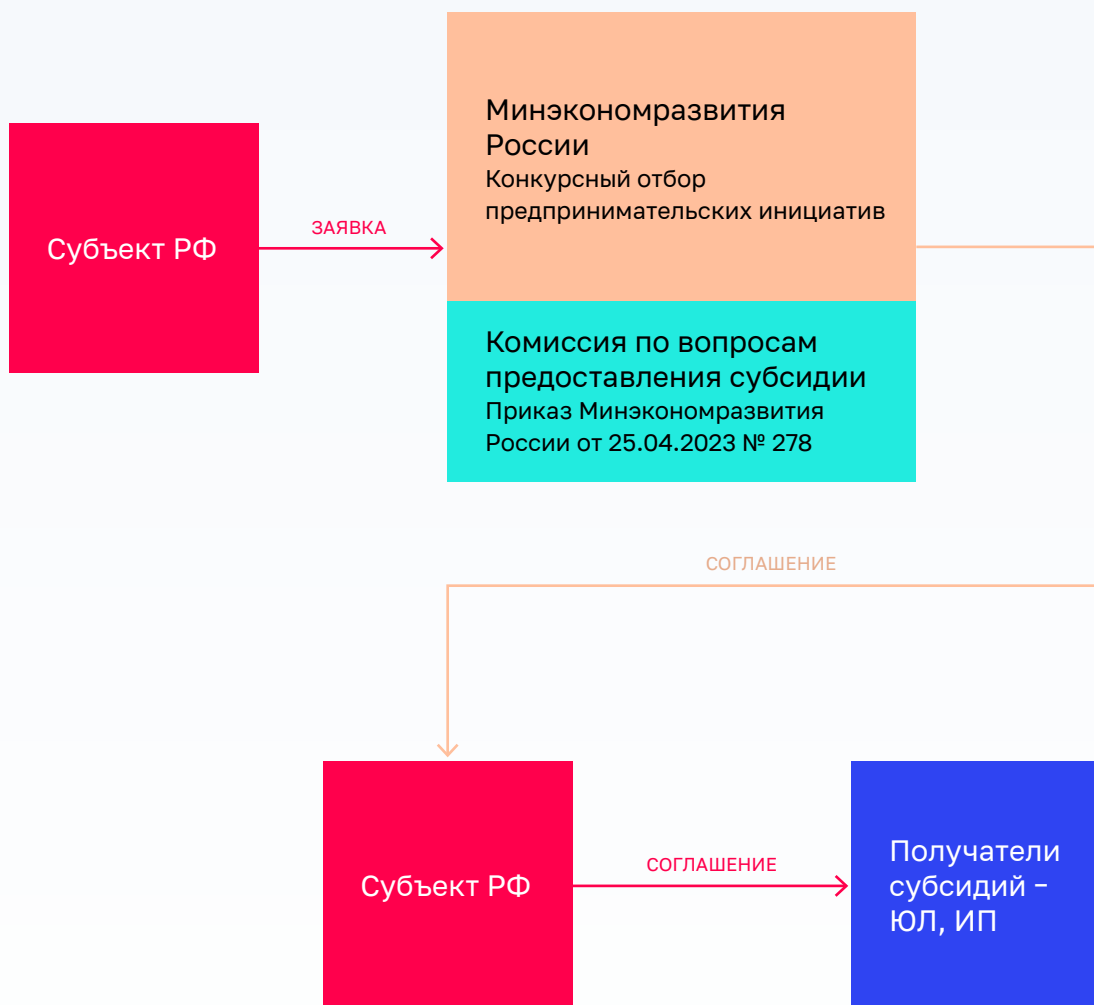 Субъект РФ
ЗАЯВКА
Минэкономразвития
России
Конкурсный отбор
предпринимательских инициатив
Комиссия по вопросам
предоставления субсидии
Приказ Минэкономразвития
России от 25.04.2023 № 278
СОГЛАШЕНИЕ
Субъект РФ
СОГЛАШЕНИЕ
Получатели
субсидий –
ЮЛ, ИП